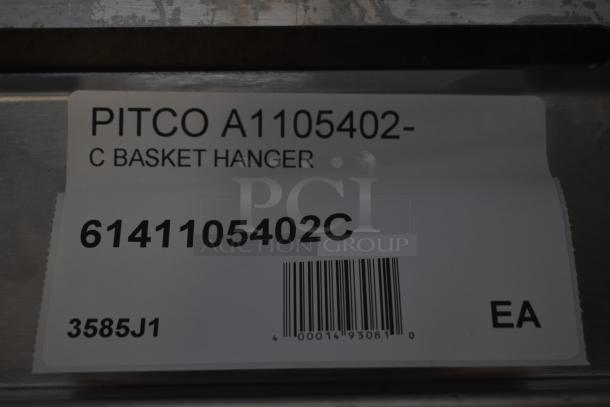 PITCO A1105402-
C BASKET HANGER
PCI
AUCTION GROUP
6141105402C
3585J1
4 00014 93081 0
EA